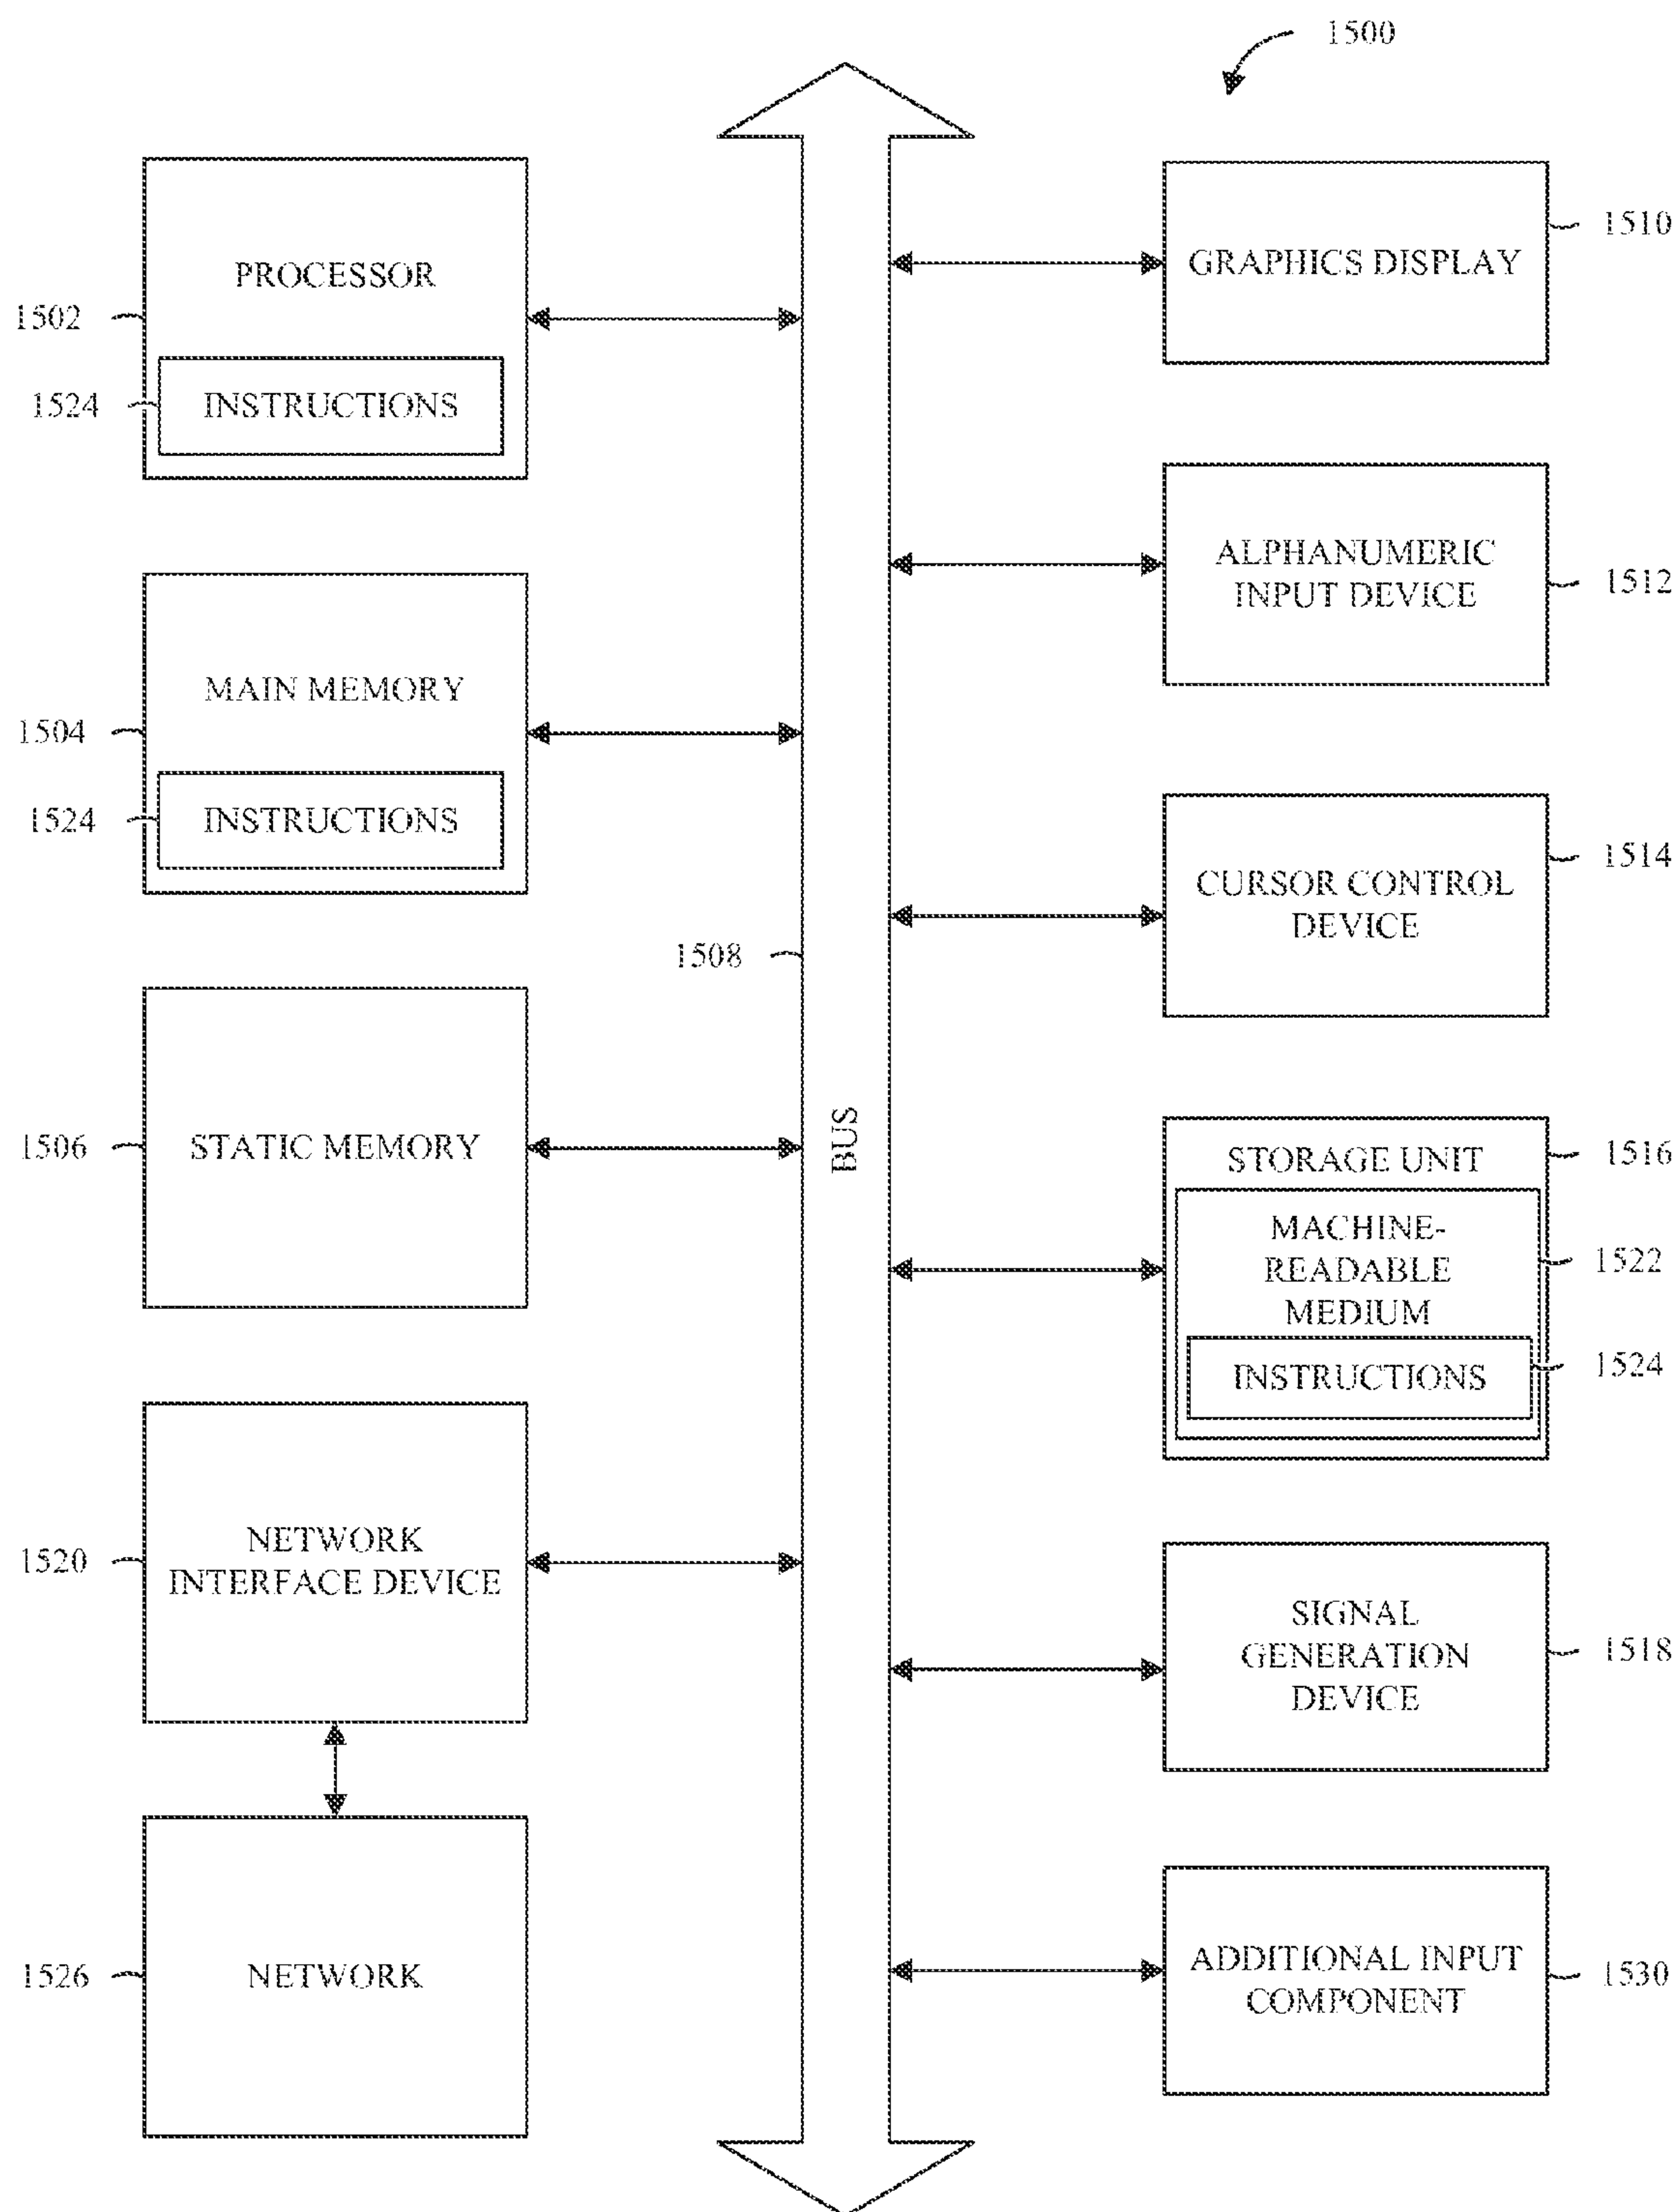 1500
PROCESSOR
1502
1524
INSTRUCTIONS
MAIN MEMORY
1504
1524
INSTRUCTIONS
1508
STATIC MEMORY
1506
BUS
NETWORK
INTERFACE DEVICE
1520
NETWORK
1526
GRAPHICS DISPLAY
1510
ALPHANUMERIC
INPUT DEVICE
1512
CURSOR CONTROL
DEVICE
1514
STORAGE UNIT
1516
MACHINE-
READABLE
MEDIUM
1522
INSTRUCTIONS
1524
SIGNAL
GENERATION
DEVICE
1518
ADDITIONAL INPUT
COMPONENT
1530